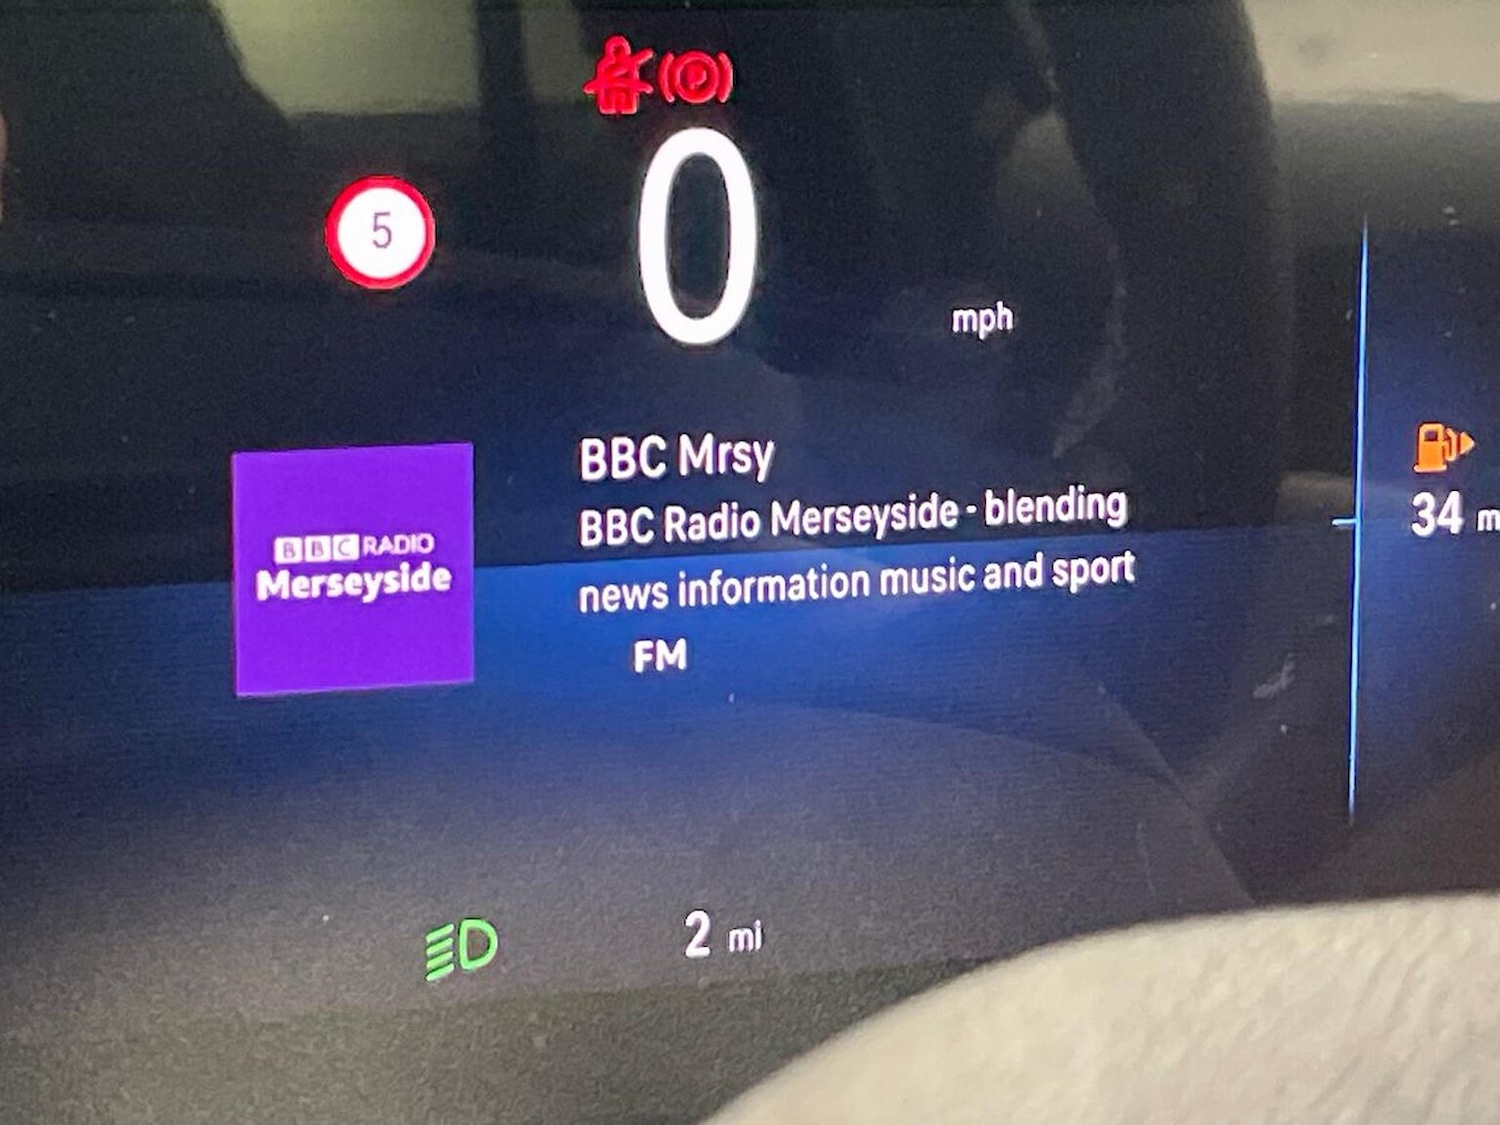 P
0
5
mph
BBC Mrsy
BBC Radio Merseyside - blending
news information music and sport
FM
BBC RADIO
Merseyside
34 m
2 mi